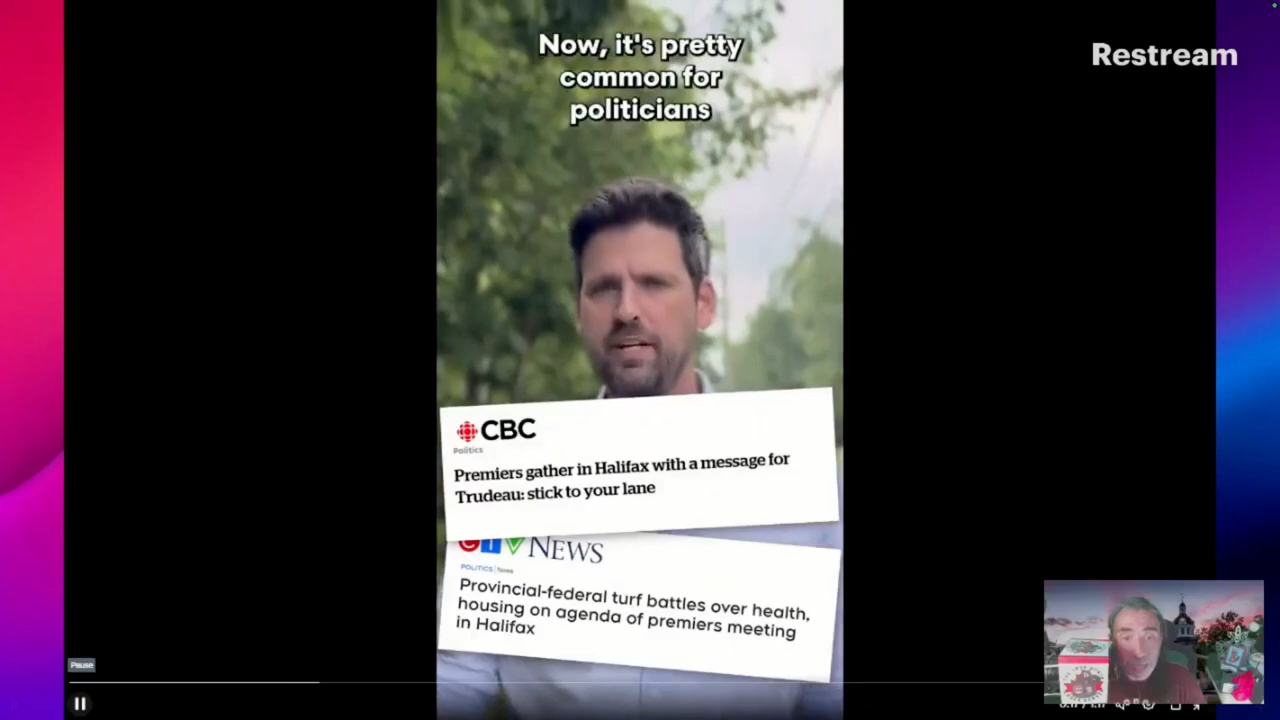 Now, it's pretty
common for
politicians
Restream
CBC
Politics
Premiers gather in Halifax with a message for
Trudeau: stick to your lane
CTV NEWS
POLITICS | News
Provincial-federal turf battles over health,
housing on agenda of premiers meeting
in Halifax
Pause